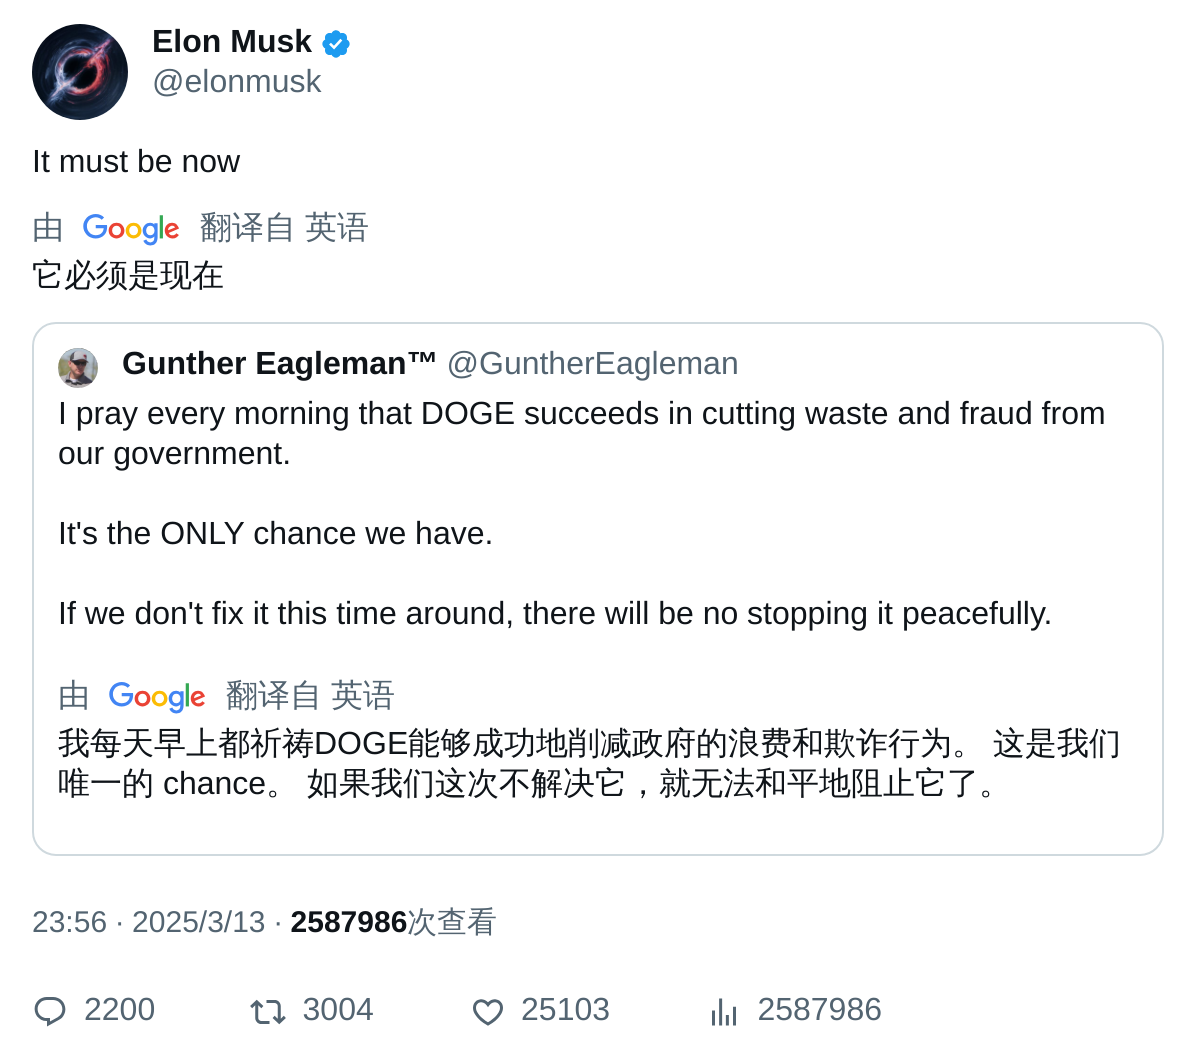 Elon Musk
@elonmusk
It must be now
由 Google 翻译自 英语
它必须是现在
Gunther Eagleman™ @GuntherEagleman
I pray every morning that DOGE succeeds in cutting waste and fraud from
our government.
It's the ONLY chance we have.
If we don't fix it this time around, there will be no stopping it peacefully.
由 Google 翻译自 英语
我每天早上都祈祷DOGE能够成功地削减政府的浪费和欺诈行为。 这是我们
唯一的 chance。 如果我们这次不解决它，就无法和平地阻止它了。
23:56 · 2025/3/13 · 2587986次查看
2200 3004 25103 2587986